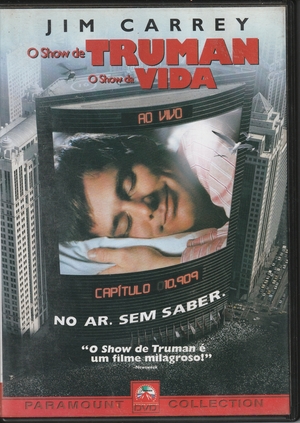 JIM CARREY
O Show de TRUMAN
O Show da VIDA
AO VIVO
CAPÍTULO 010.909
NO AR. SEM SABER.
“O Show de Truman é
um filme milagroso!”
–Newsweek
PARAMOUNT DVD COLLECTION